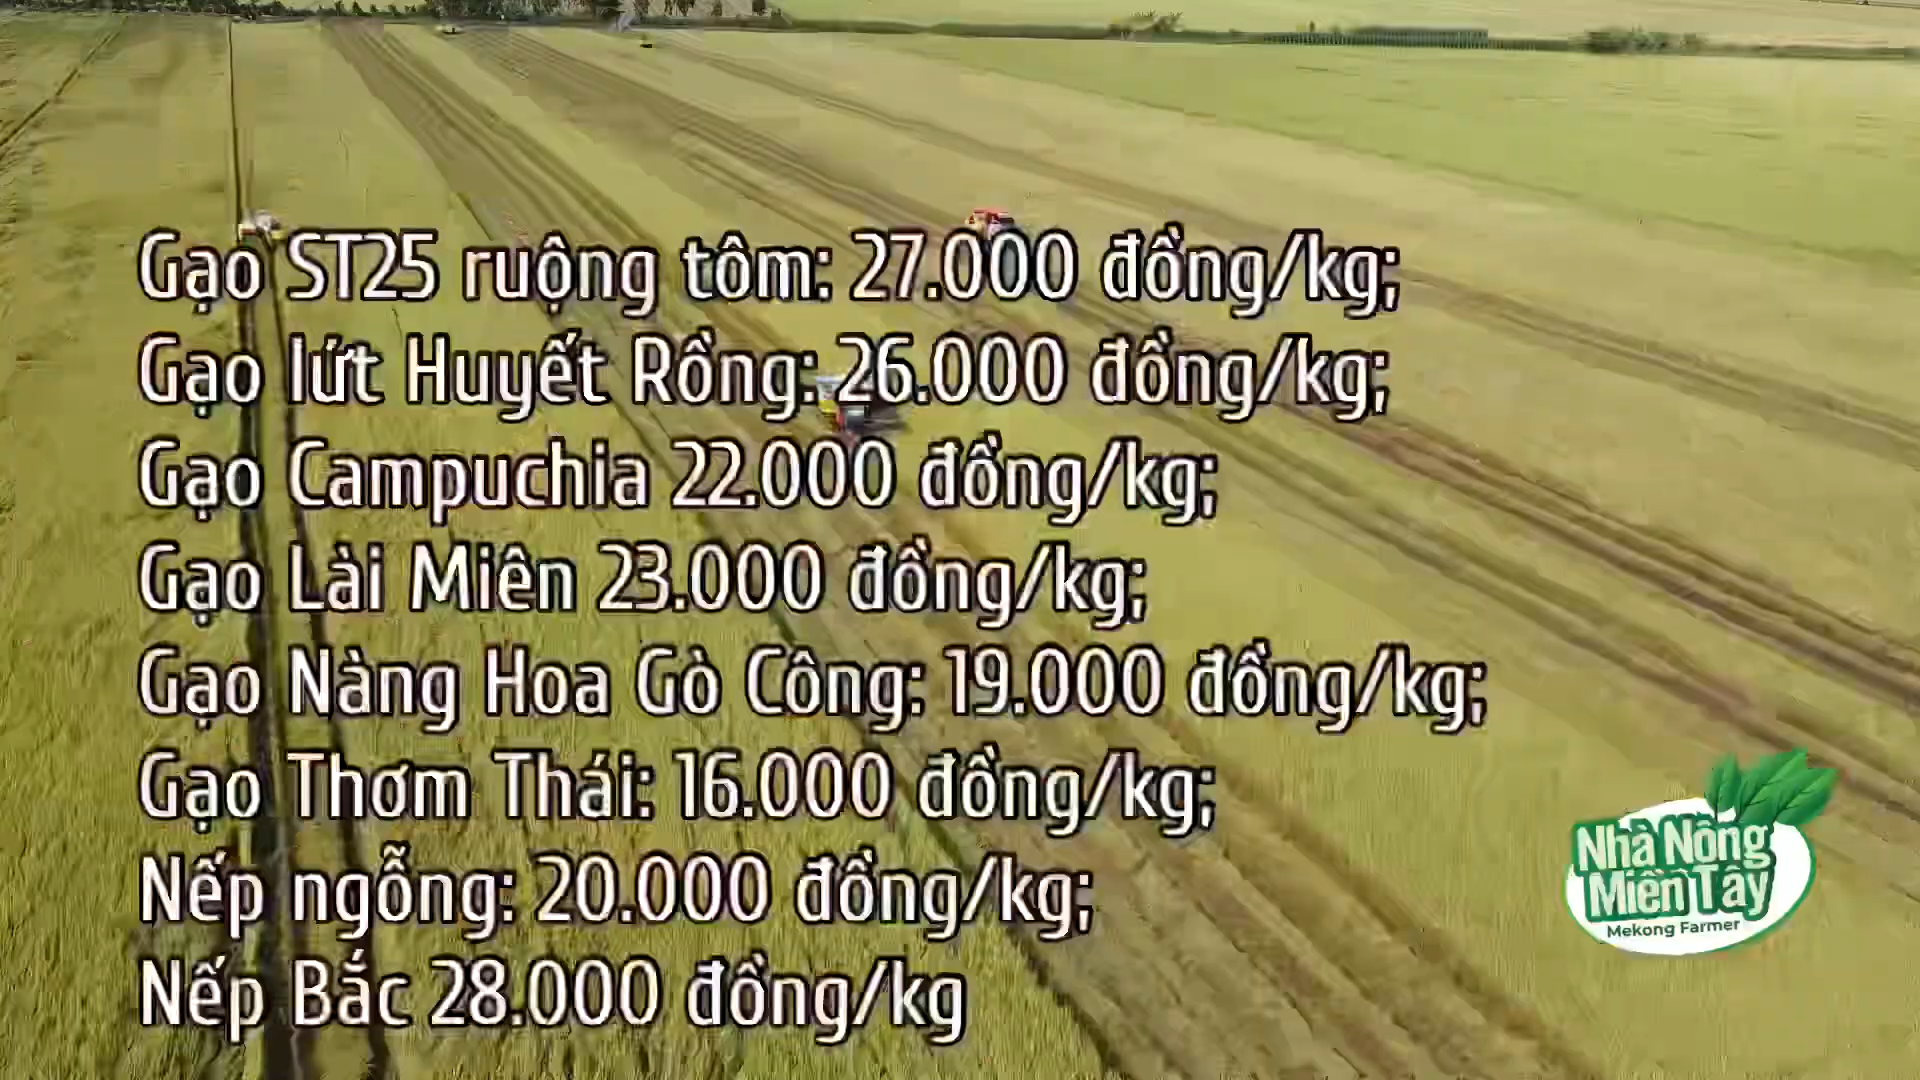 Gạo ST25 ruộng tôm: 27.000 đồng/kg;
Gạo lứt Huyết Rồng: 26.000 đồng/kg;
Gạo Campuchia 22.000 đồng/kg;
Gạo Lài Miên 23.000 đồng/kg;
Gạo Nàng Hoa Gò Công: 19.000 đồng/kg;
Gạo Thơm Thái: 16.000 đồng/kg;
Nếp ngỗng: 20.000 đồng/kg;
Nếp Bắc 28.000 đồng/kg
Nhà Nông
Miền Tây
Mekong Farmer